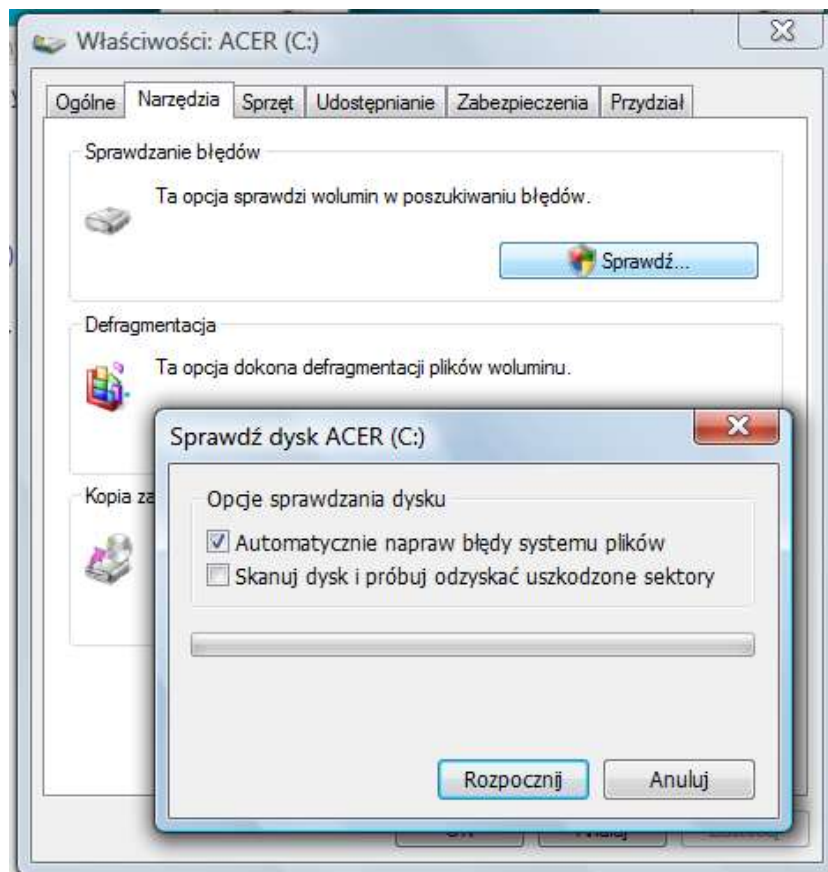 Właściwości: ACER (C:)
Ogólne Narzędzia Sprzęt Udostępnianie Zabezpieczenia Przydział
Sprawdzanie błędów
Ta opcja sprawdzi wolumin w poszukiwaniu błędów.
Sprawdź...
Defragmentacja
Ta opcja dokona defragmentacji plików woluminu.
Kopia za
Sprawdź dysk ACER (C:)
Opcje sprawdzania dysku
Automatycznie napraw błędy systemu plików
Skanuj dysk i próbuj odzyskać uszkodzone sektory
Rozpocznij Anuluj